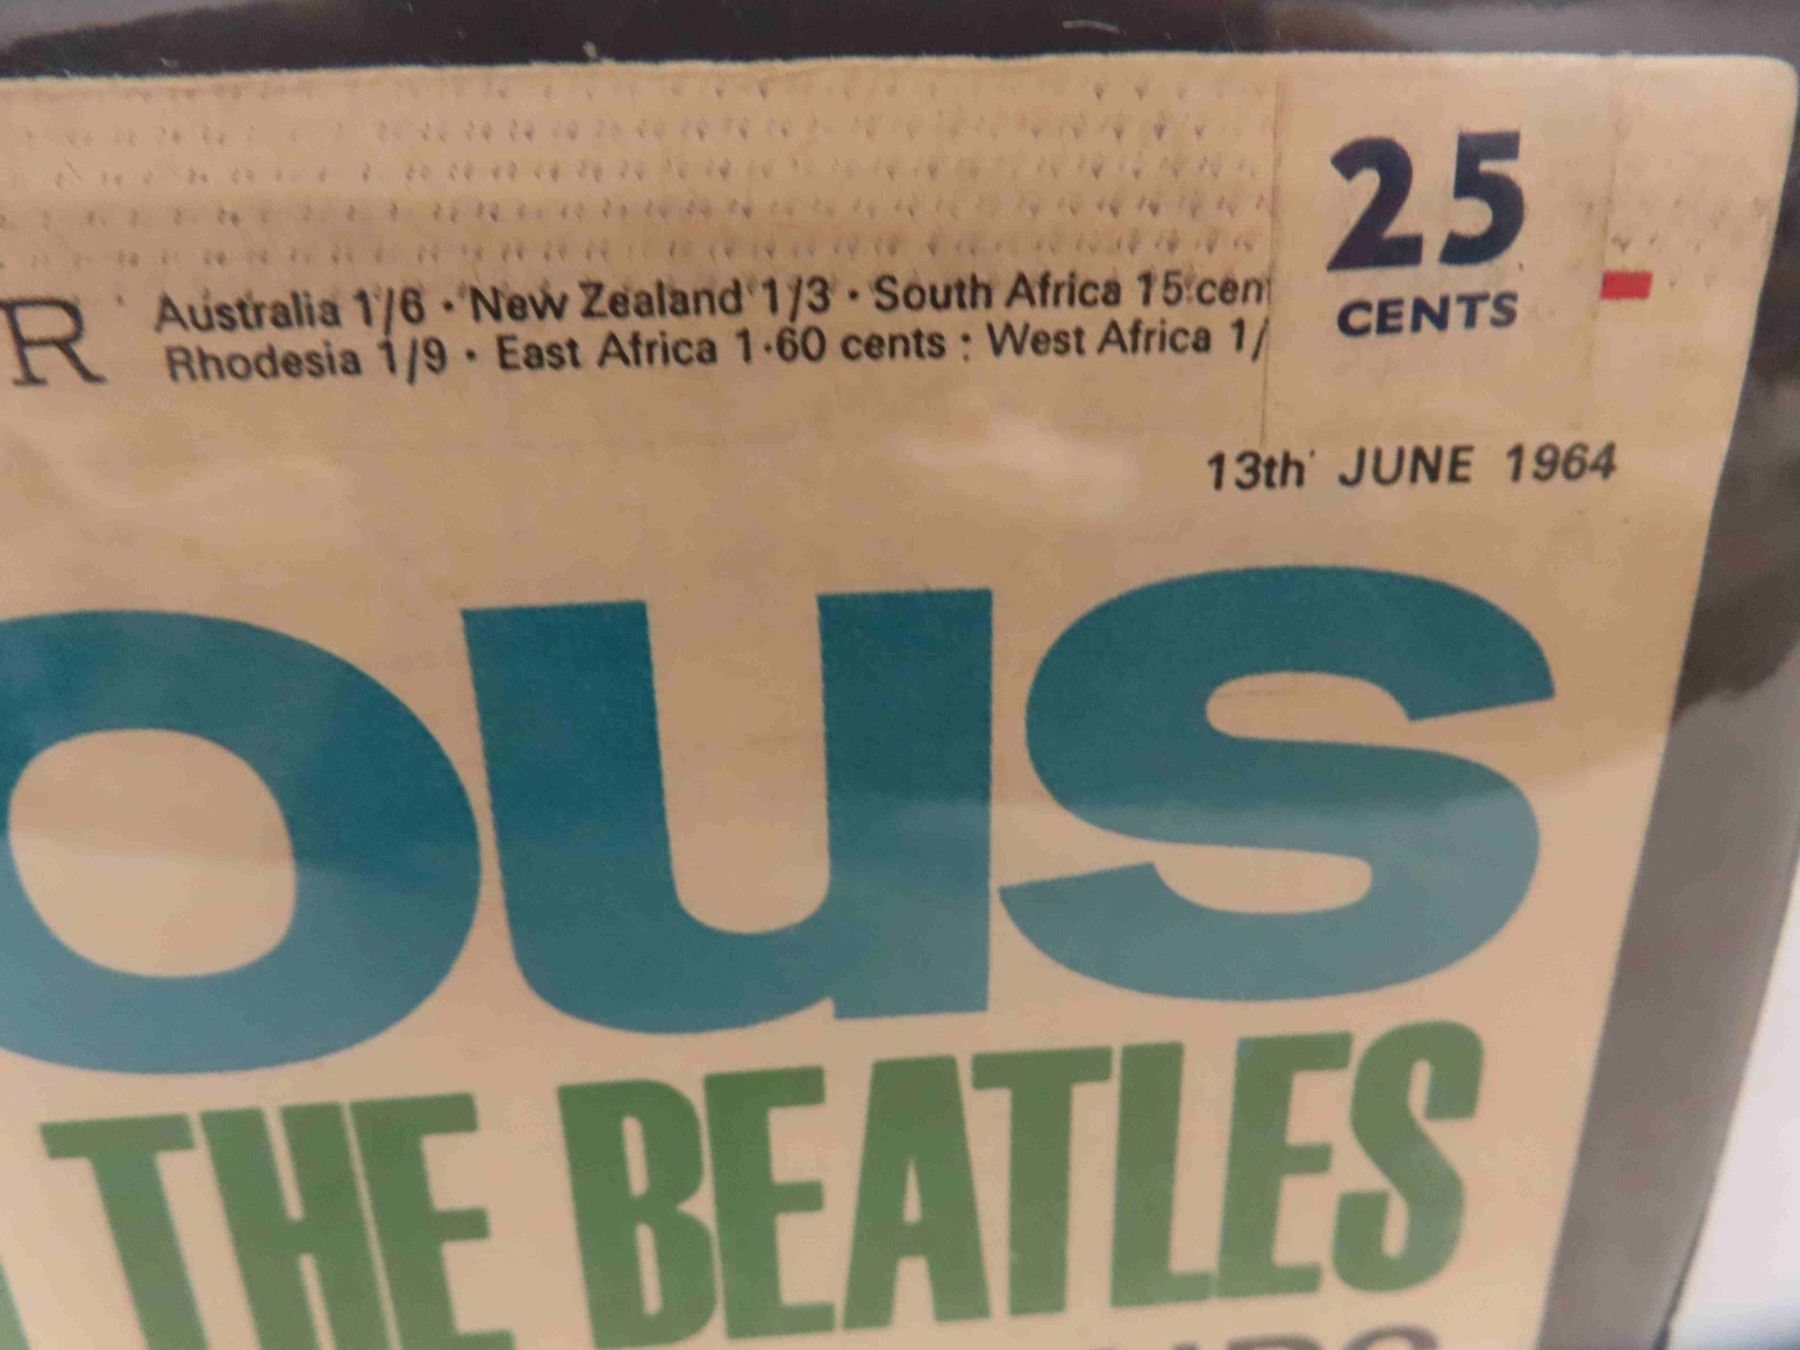 25
CENTS
R Australia 1/6 · New Zealand 1/3 · South Africa 15 cen
Rhodesia 1/9 · East Africa 1·60 cents : West Africa 1/
13th JUNE 1964
ous
THE BEATLES